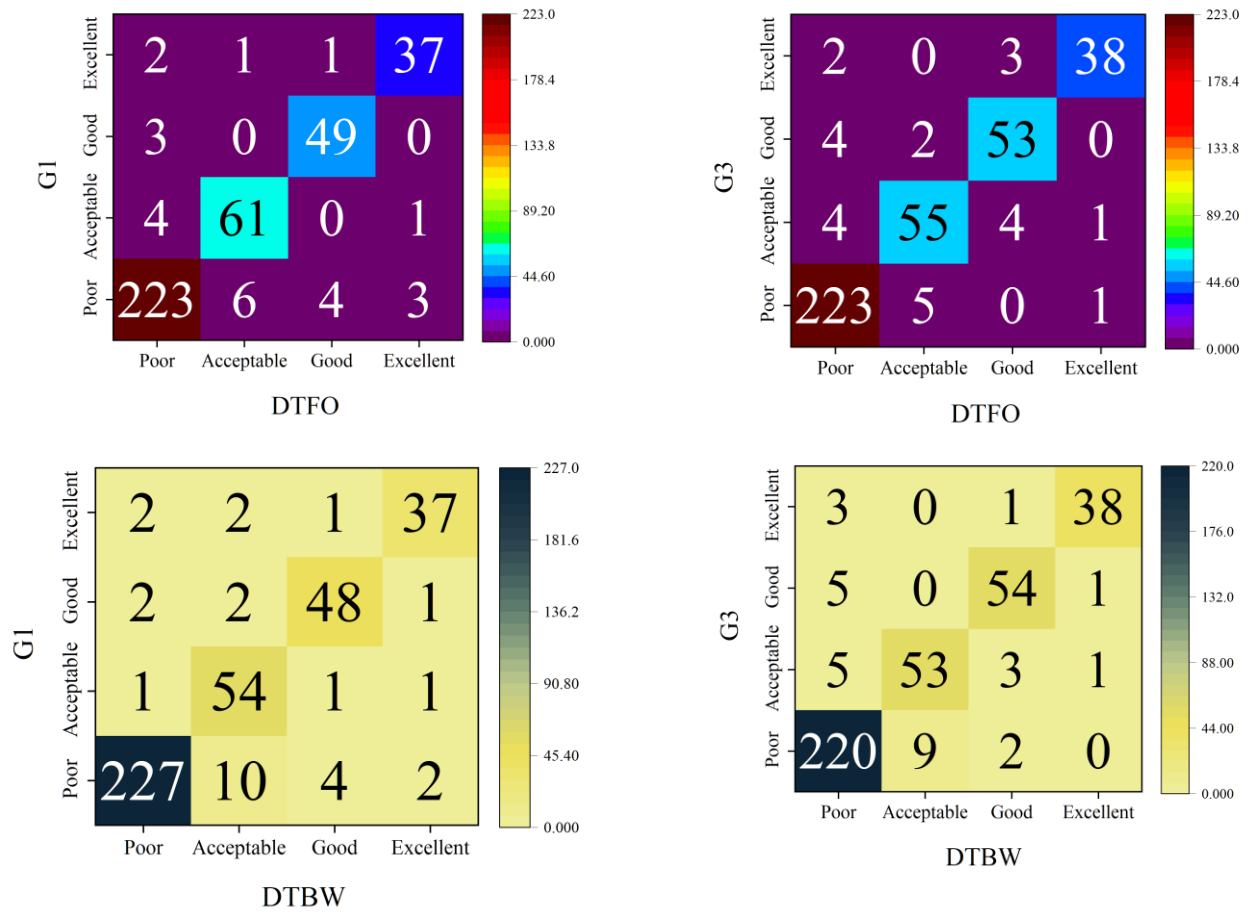 G1
Excellent 2 1 1 37
Good 3 0 49 0
Acceptable 4 61 0 1
Poor 223 6 4 3
Poor Acceptable Good Excellent
DTFO
223.0
178.4
133.8
89.20
44.60
0.000
G3
Excellent 2 0 3 38
Good 4 2 53 0
Acceptable 4 55 4 1
Poor 223 5 0 1
Poor Acceptable Good Excellent
DTFO
223.0
178.4
133.8
89.20
44.60
0.000
G1
Excellent 2 2 1 37
Good 2 2 48 1
Acceptable 1 54 1 1
Poor 227 10 4 2
Poor Acceptable Good Excellent
DTBW
227.0
181.6
136.2
90.80
45.40
0.000
G3
Excellent 3 0 1 38
Good 5 0 54 1
Acceptable 5 53 3 1
Poor 220 9 2 0
Poor Acceptable Good Excellent
DTBW
220.0
176.0
132.0
88.00
44.00
0.000